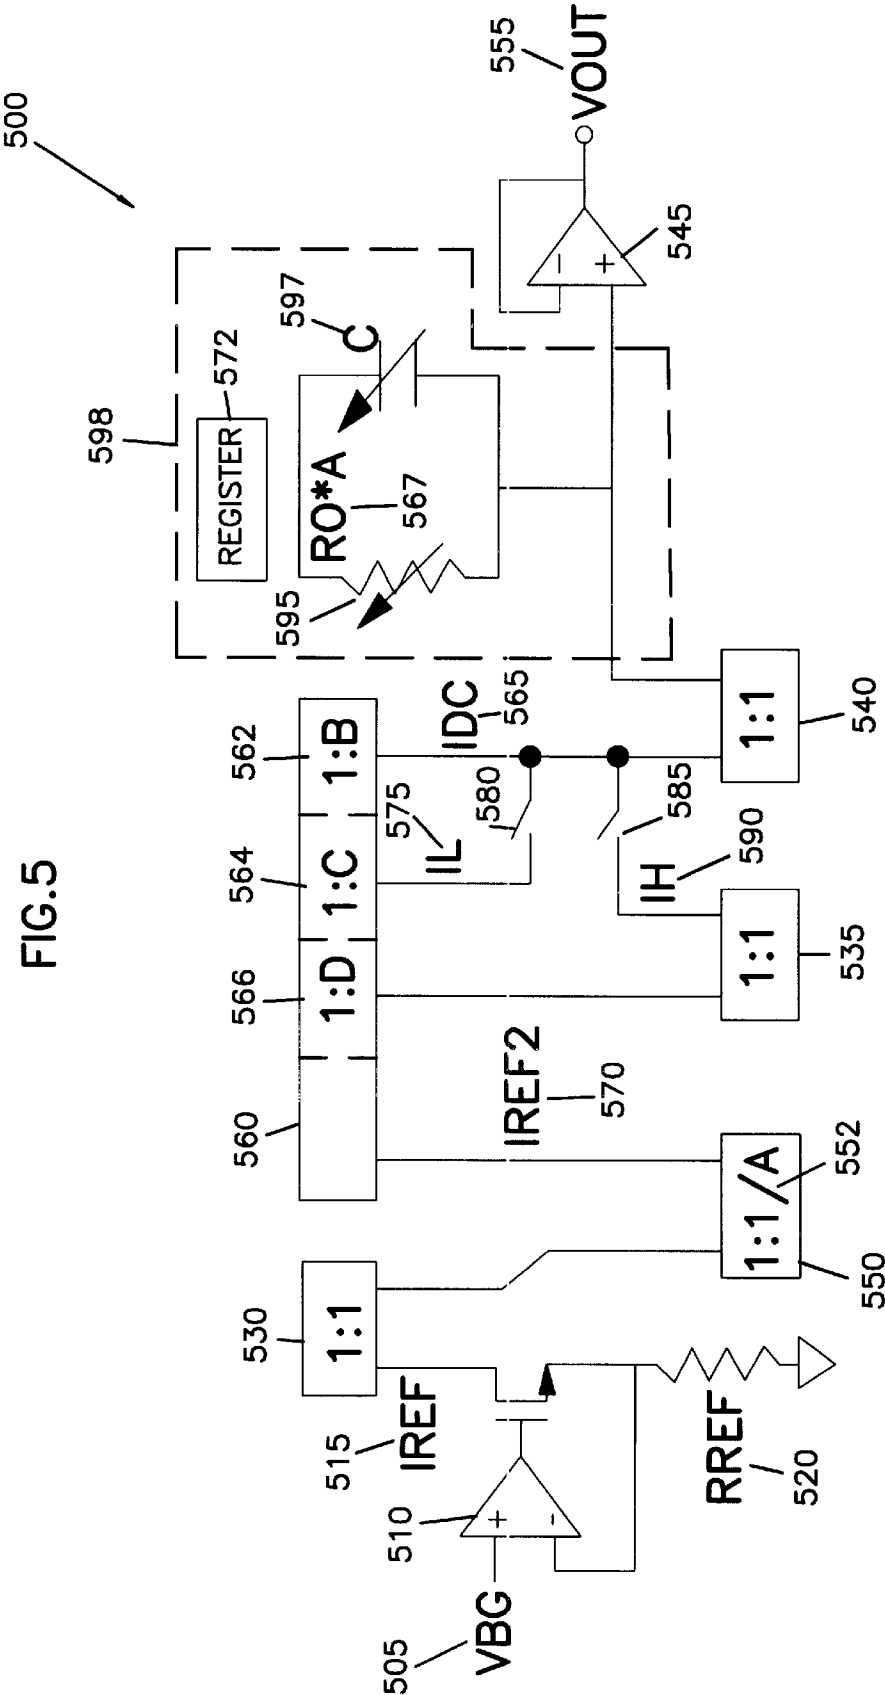 FIG.5
500
598
REGISTER
572
597
C
RO*A
567
595
555
VOUT
-
+
545
560
566
1:D
564
1:C
562
1:B
IDC
565
575
IL
580
585
IH
590
1:1
540
1:1
535
IREF2
570
1:1/A
552
550
530
1:1
515
IREF
510
+
-
505
VBG
RREF
520